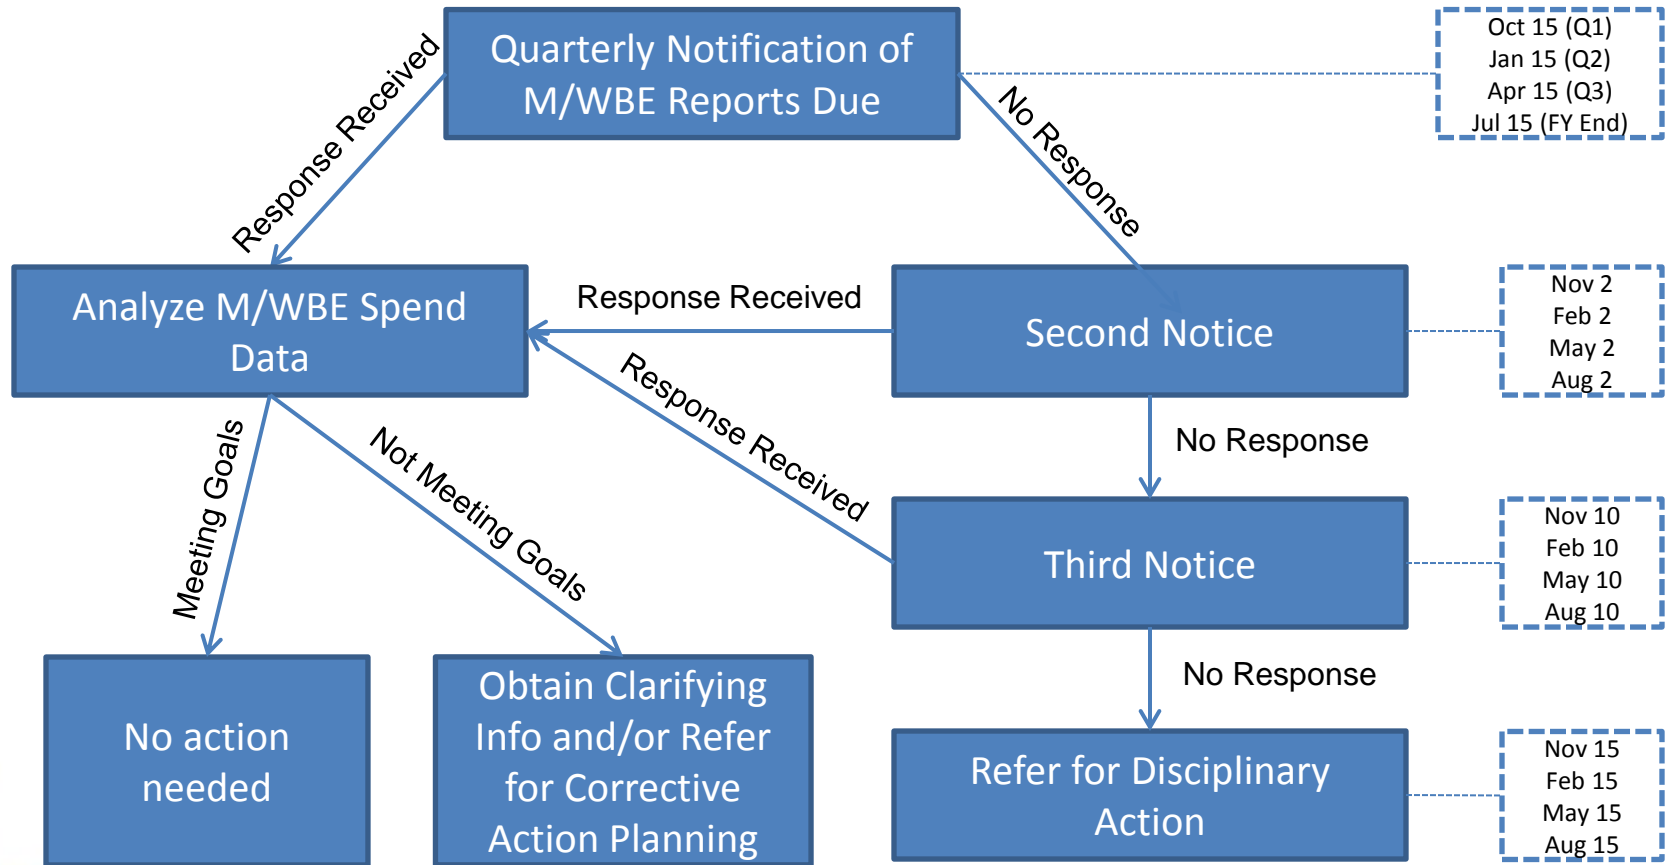 Quarterly Notification of
M/WBE Reports Due
Oct 15 (Q1)
Jan 15 (Q2)
Apr 15 (Q3)
Jul 15 (FY End)
Response Received
No Response
Analyze M/WBE Spend
Data
Response Received
Second Notice
Nov 2
Feb 2
May 2
Aug 2
Response Received
No Response
Meeting Goals
Not Meeting Goals
Third Notice
Nov 10
Feb 10
May 10
Aug 10
No Response
No action
needed
Obtain Clarifying
Info and/or Refer
for Corrective
Action Planning
Refer for Disciplinary
Action
Nov 15
Feb 15
May 15
Aug 15